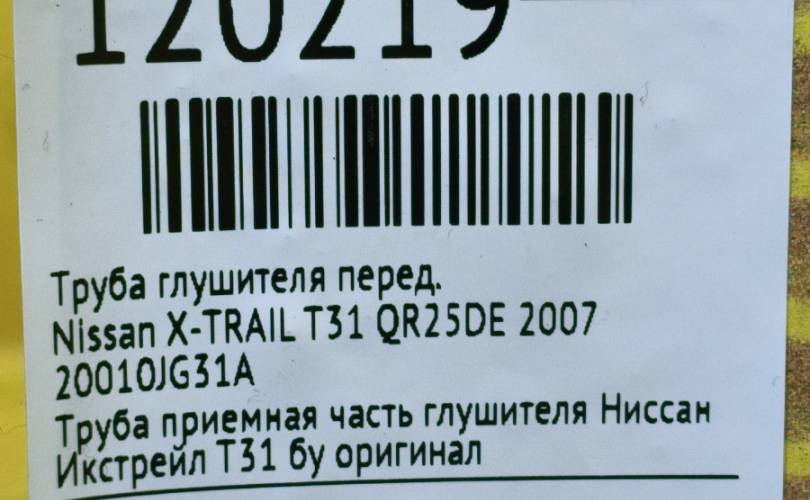 120219
Труба глушителя перед.
Nissan X-TRAIL T31 QR25DE 2007
20010JG31A
Труба приемная часть глушителя Ниссан
Икстрейл Т31 бу оригинал